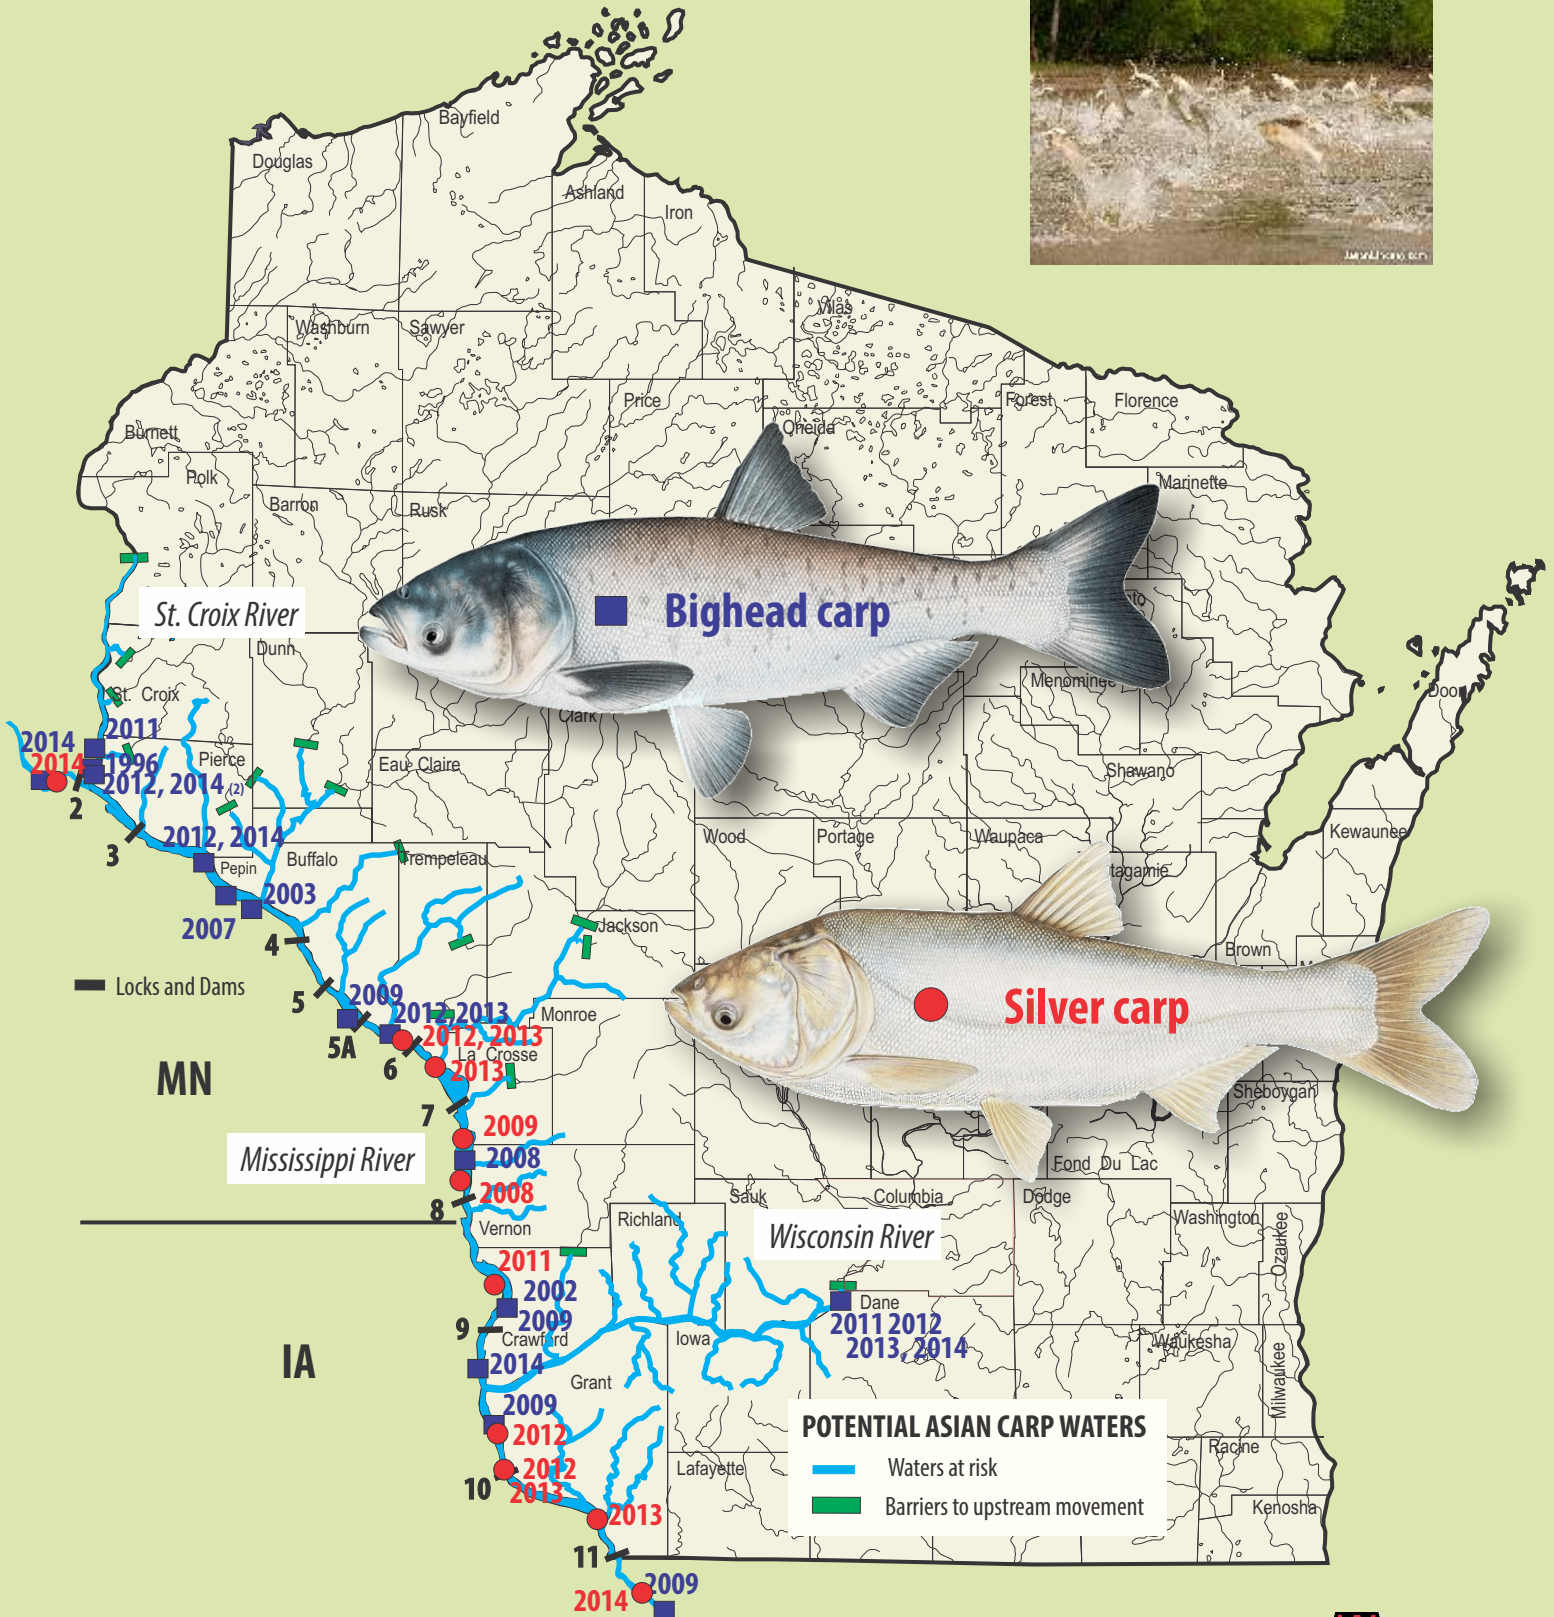 Bayfield
Douglas
Ashland
Iron
Vilas
Washburn
Sawyer
Price
Forest
Florence
Oneida
Burnett
Polk
Marinette
Barron
Rusk
Bighead carp
St. Croix River
Dunn
Menominee
St. Croix
Door
Clark
2011
2014
1996
2014
Pierce
Eau Claire
Shawano
2012, 2014 (2)
2
Wood
Portage
Waupaca
Kewaunee
2012, 2014
3
Buffalo
Trempeleau
Pepin
tagamie
2003
2007
Jackson
4
Brown
Locks and Dams
5
2009
2012,2013
Monroe
Silver carp
5A
2012, 2013
6
La Crosse
2013
MN
Sheboygan
7
2009
Mississippi River
2008
Fond Du Lac
2008
8
Sauk
Columbia
Dodge
Vernon
Richland
Washington
Ozaukee
Wisconsin River
2011
2002
Dane
2009
9
2011 2012
Crawford
Iowa
2013, 2014
Waukesha
IA
2014
Milwaukee
Grant
2009
POTENTIAL ASIAN CARP WATERS
2012
Racine
Waters at risk
2012
Lafayette
10
2013
Barriers to upstream movement
Kenosha
2013
11
2009
2014